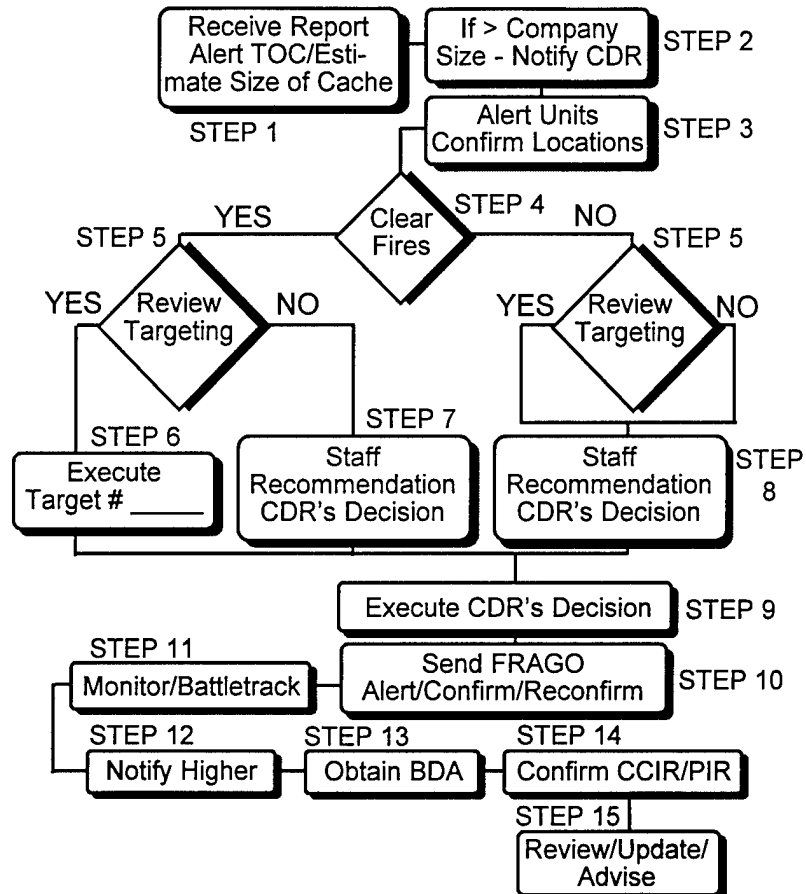 Receive Report
Alert TOC/Esti-
mate Size of Cache
STEP 1
If > Company
Size - Notify CDR
STEP 2
Alert Units
Confirm Locations
STEP 3
Clear
Fires
STEP 4
YES
NO
STEP 5
Review
Targeting
YES
NO
STEP 5
Review
Targeting
YES
NO
STEP 6
Execute
Target # ______
STEP 7
Staff
Recommendation
CDR's Decision
Staff
Recommendation
CDR's Decision
STEP
8
Execute CDR's Decision
STEP 9
Send FRAGO
Alert/Confirm/Reconfirm
STEP 10
STEP 11
Monitor/Battletrack
STEP 12
Notify Higher
STEP 13
Obtain BDA
STEP 14
Confirm CCIR/PIR
STEP 15
Review/Update/
Advise